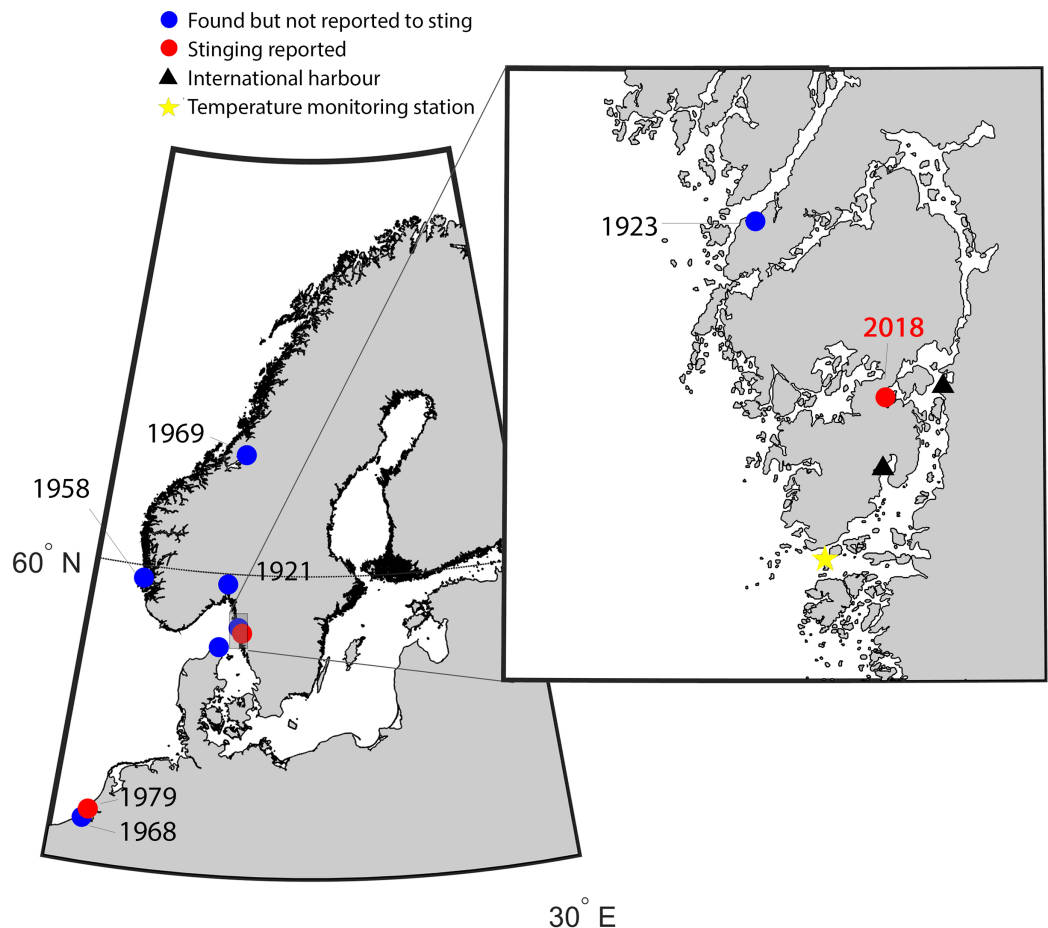 Found but not reported to sting
Stinging reported
International harbour
Temperature monitoring station
1923
2018
1969
1958
60° N
1921
1979
1968
30° E